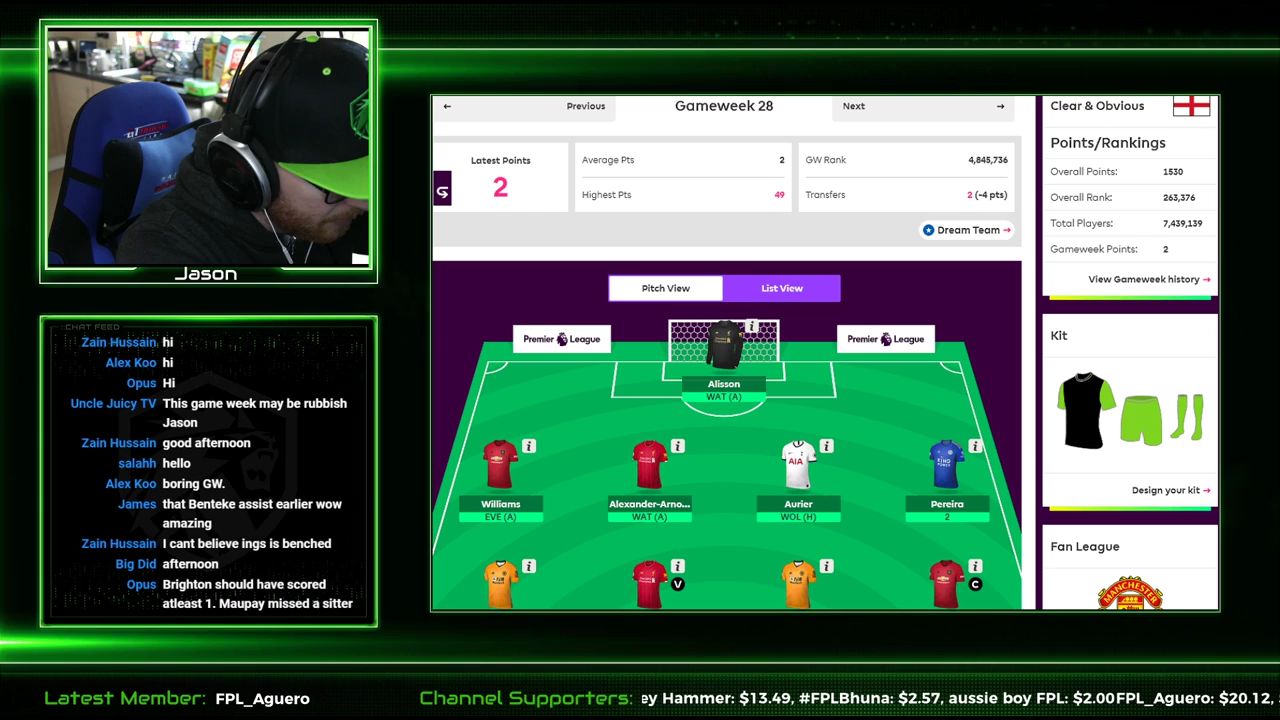 Jason
::CHAT FEED
Zain Hussain hi
Alex Koo hi
Opus Hi
Uncle Juicy TV This game week may be rubbish
Jason
Zain Hussain good afternoon
salahh hello
Alex Koo boring GW.
James that Benteke assist earlier wow
amazing
Zain Hussain I cant believe ings is benched
Big Did afternoon
Opus Brighton should have scored
atleast 1. Maupay missed a sitter
← Previous
Gameweek 28
Next →
Latest Points
2
Average Pts 2
Highest Pts 49
GW Rank 4,845,736
Transfers 2 (-4 pts)
Dream Team →
Pitch View
List View
Premier League
Premier League
Alisson
WAT (A)
AIA
KING POWER
Williams
EVE (A)
Alexander-Arno...
WAT (A)
Aurier
WOL (H)
Pereira
2
V
C
Clear & Obvious
Points/Rankings
Overall Points: 1530
Overall Rank: 263,376
Total Players: 7,439,139
Gameweek Points: 2
View Gameweek history →
Kit
Design your kit →
Fan League
Latest Member: FPL_Aguero
Channel Supporters: ey Hammer: $13.49, #FPLBhuna: $2.57, aussie boy FPL: $2.00FPL_Aguero: $20.12,